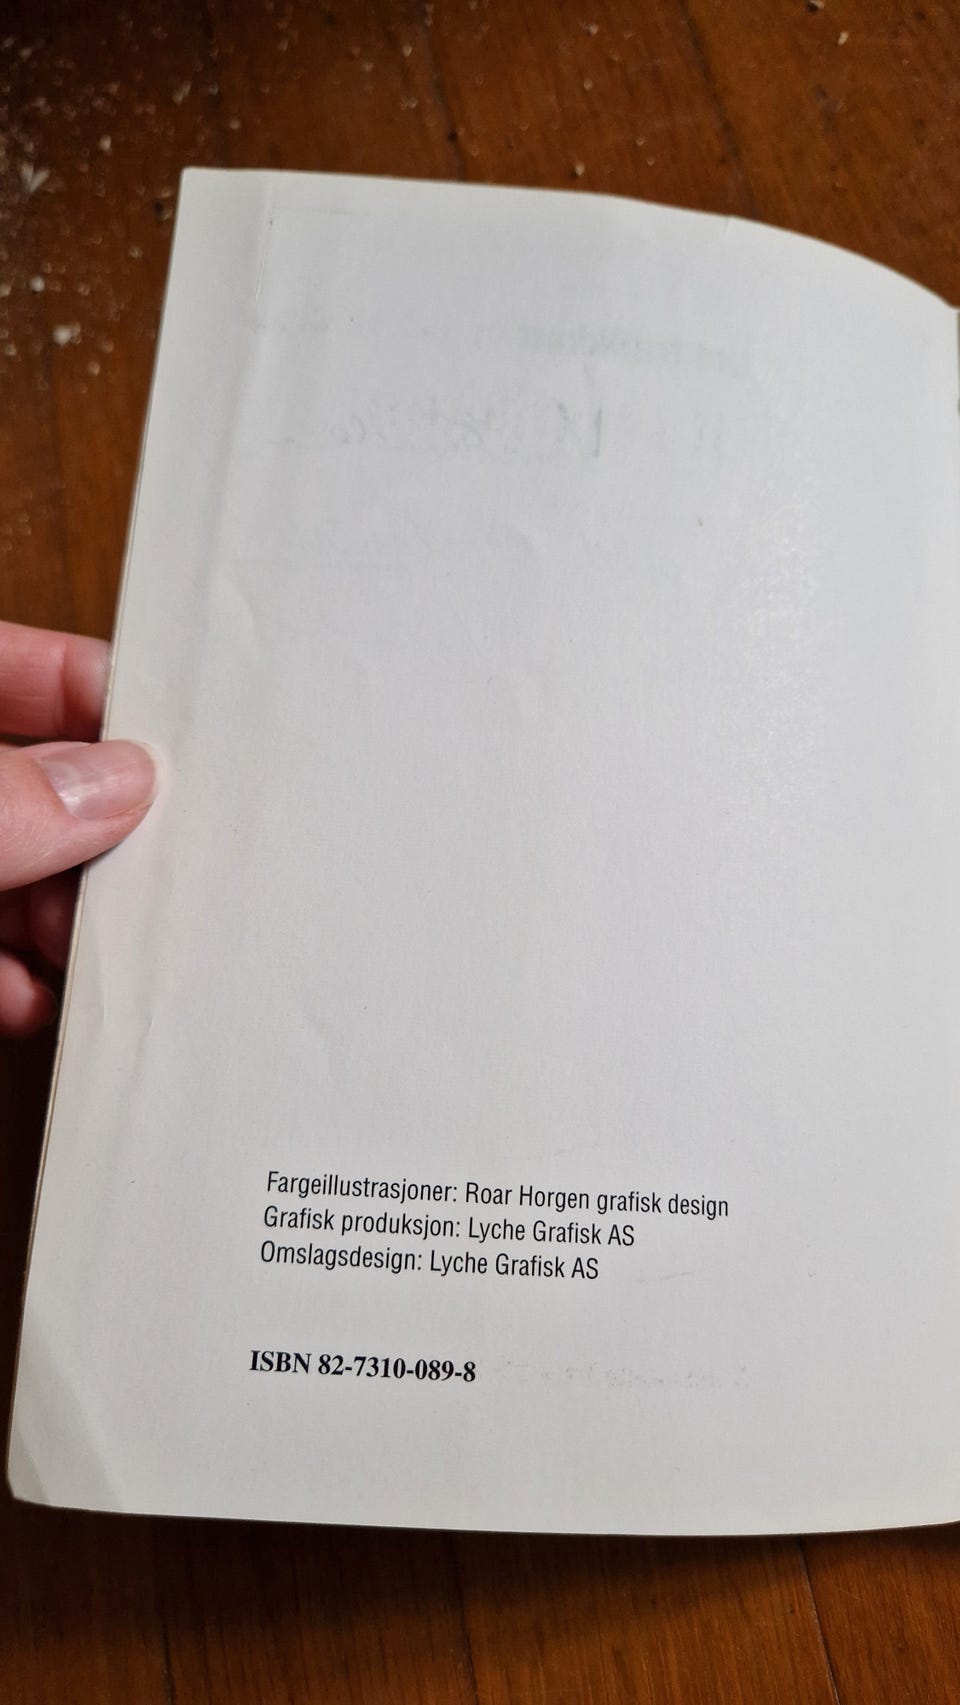 Fargeillustrasjoner: Roar Horgen grafisk design
Grafisk produksjon: Lyche Grafisk AS
Omslagsdesign: Lyche Grafisk AS
ISBN 82-7310-089-8